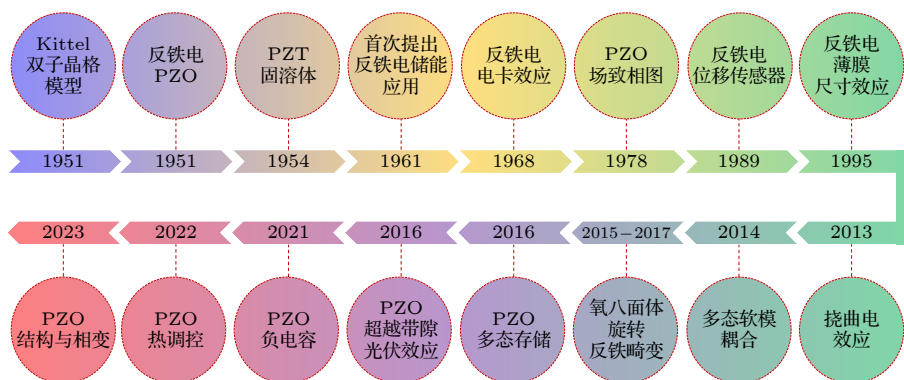 Kittel
双子晶格
模型
反铁电
PZO
PZT
固溶体
首次提出
反铁电储能
应用
反铁电
电卡效应
PZO
场致相图
反铁电
位移传感器
反铁电
薄膜
尺寸效应
1951
1951
1954
1961
1968
1978
1989
1995
2023
2022
2021
2016
2016
2015−2017
2014
2013
PZO
结构与相变
PZO
热调控
PZO
负电容
PZO
超越带隙
光伏效应
PZO
多态存储
氧八面体
旋转
反铁畸变
多态软模
耦合
挠曲电
效应